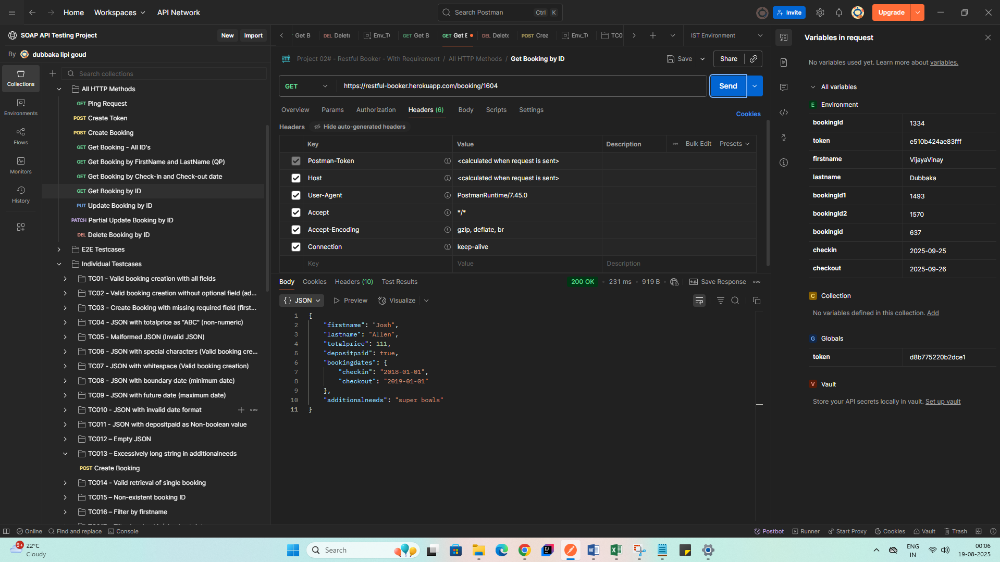 Home
Workspaces
API Network
Search Postman
Ctrl
K
Invite
Upgrade
SOAP API Testing Project
New
Import
By dubbaka lipi goud
Collections
Environments
Flows
Monitors
History
Search collections
All HTTP Methods
GET Ping Request
POST Create Token
POST Create Booking
GET Get Booking - All ID's
GET Get Booking by FirstName and LastName (QP)
GET Get Booking by Check-in and Check-out date
GET Get Booking by ID
PUT Update Booking by ID
PATCH Partial Update Booking by ID
DEL Delete Booking by ID
E2E Testcases
Individual Testcases
TC01 - Valid booking creation with all fields
TC02 - Valid booking creation without optional field (ad...
TC03 - Create Booking with missing required field (first...
TC04 - JSON with totalprice as "ABC" (non-numeric)
TC05 - Malformed JSON (Invalid JSON)
TC06 - JSON with special characters (Valid booking cre...
TC07 - JSON with whitespace (Valid booking creation)
TC08 - JSON with boundary date (minimum date)
TC09 - JSON with future date (maximum date)
TC010 - JSON with invalid date format
TC011 - JSON with depositpaid as Non-boolean value
TC012 – Empty JSON
TC013 – Excessively long string in additionalneeds
POST Create Booking
TC014 - Valid retrieval of single booking
TC015 – Non-existent booking ID
TC016 – Filter by firstname
Get B
DEL Delete
Env_T(
GET Get B
GET Get E
DEL Delete
POST Crea
Env_T(
TC0
IST Environment
HTTP
Project 02# - Restful Booker - With Requirement / All HTTP Methods / Get Booking by ID
Save
Share
GET
https://restful-booker.herokuapp.com/booking/1604
Send
Overview
Params
Authorization
Headers (6)
Body
Scripts
Settings
Cookies
Headers
Hide auto-generated headers
Key
Value
Description
Bulk Edit
Presets
Postman-Token
<calculated when request is sent>
Host
<calculated when request is sent>
User-Agent
PostmanRuntime/7.45.0
Accept
*/*
Accept-Encoding
gzip, deflate, br
Connection
keep-alive
Key
Value
Description
Body
Cookies
Headers (10)
Test Results
200 OK
231 ms
919 B
e.g.
Save Response
{} JSON
Preview
Visualize
1 {
2 "firstname": "Josh",
3 "lastname": "Allen",
4 "totalprice": 111,
5 "depositpaid": true,
6 "bookingdates": {
7 "checkin": "2018-01-01",
8 "checkout": "2019-01-01"
9 },
10 "additionalneeds": "super bowls"
11 }
Variables in request
No variables used yet. Learn more about variables.
All variables
E Environment
bookingId 1334
token e510b424ae83fff
firstname VijayaVinay
lastname Dubbaka
bookingId1 1493
bookingId2 1570
bookingid 637
checkin 2025-09-25
checkout 2025-09-26
C Collection
No variables defined in this collection. Add
G Globals
token d8b775220b2dce1
V Vault
Store your API secrets locally in vault. Set up vault
Online
Find and replace
Console
Postbot
Runner
Start Proxy
Cookies
Vault
Trash
9+
22°C
Cloudy
Search
ENG
IN
00:06
19-08-2025